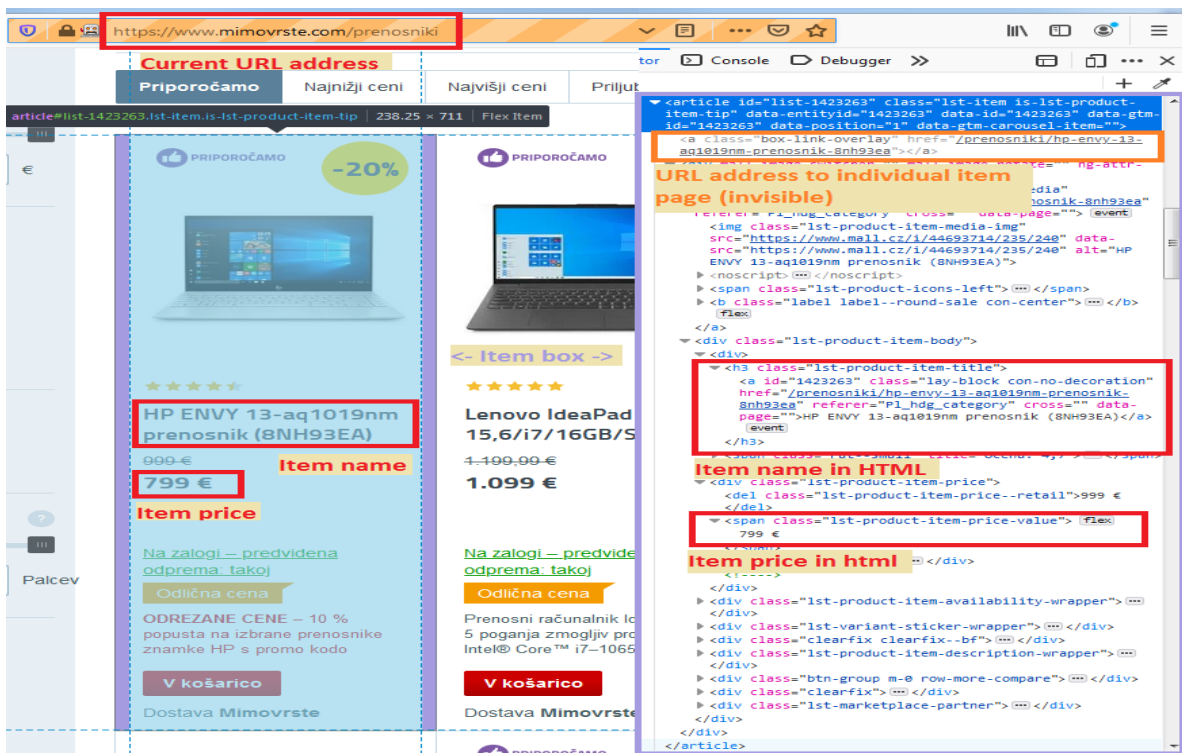 https://www.mimovrste.com/prenosniki
Current URL address
Priporočamo Najnižji ceni Najvišji ceni
article#list-1423263.lst-item.is-lst-product-item-tip | 238.25 × 711 | Flex Item
€
PRIPOROČAMO
-20%
HP ENVY 13-aq1019nm
prenosnik (8NH93EA)
999 €
Item name
799 €
Item price
Na zalogi – predvidena
odprema: takoj
Odlična cena
ODREZANE CENE – 10 %
popusta na izbrane prenosnike
znamke HP s promo kodo
V košarico
Dostava Mimovrste
Palcev
?
PRIPOROČAMO
<- Item box ->
Lenovo IdeaPad
15,6/i7/16GB/S
1.199,99 €
1.099 €
Na zalogi – predvide
odprema: takoj
Odlična cena
Prenosni računalnik
5 poganja zmogljiv
Intel® Core™ i7–1065
V košarico
Dostava Mimovrste
PRIPOROČAMO
tor Console Debugger
<article id="list-1423263" class="lst-item is-lst-product-
item-tip" data-entityid="1423263" data-id="1423263" data-gtm-
id="1423263" data-position="1" data-gtm-carousel-item="">
<a class="box-link-overlay" href="/prenosniki/hp-envy-13-
aq1019nm-prenosnik-8nh93ea"></a>
URL address to individual item
page (invisible)
event
<img class="lst-product-item-media-img"
src="https://www.mall.cz/i/44693714/235/240" data-
src="https://www.mall.cz/i/44693714/235/240" alt="HP
ENVY 13-aq1019nm prenosnik (8NH93EA)">
<noscript></noscript>
<span class="lst-product-icons-left"></span>
<b class="label label--round-sale con-center"></b>
flex
</a>
<div class="lst-product-item-body">
<div>
<h3 class="lst-product-item-title">
<a id="1423263" class="lay-block con-no-decoration"
href="/prenosniki/hp-envy-13-aq1019nm-prenosnik-
8nh93ea" referer="Pl_hdg_category" cross="" data-
page="">HP ENVY 13-aq1019nm prenosnik (8NH93EA)</a>
event
</h3>
Item name in HTML
<div class="lst-product-item-price">
<del class="lst-product-item-price--retail">999 €
</del>
<span class="lst-product-item-price-value"> flex
799 €
Item price in html
</div>
<!---->
</div>
<div class="lst-product-item-availability-wrapper">
</div>
<div class="lst-variant-sticker-wrapper"></div>
<div class="clearfix clearfix--bf"></div>
<div class="lst-product-item-description-wrapper">
</div>
<div class="btn-group m-0 row-more-compare"></div>
<div class="clearfix"></div>
<div class="lst-marketplace-partner"></div>
</div>
</div>
</article>